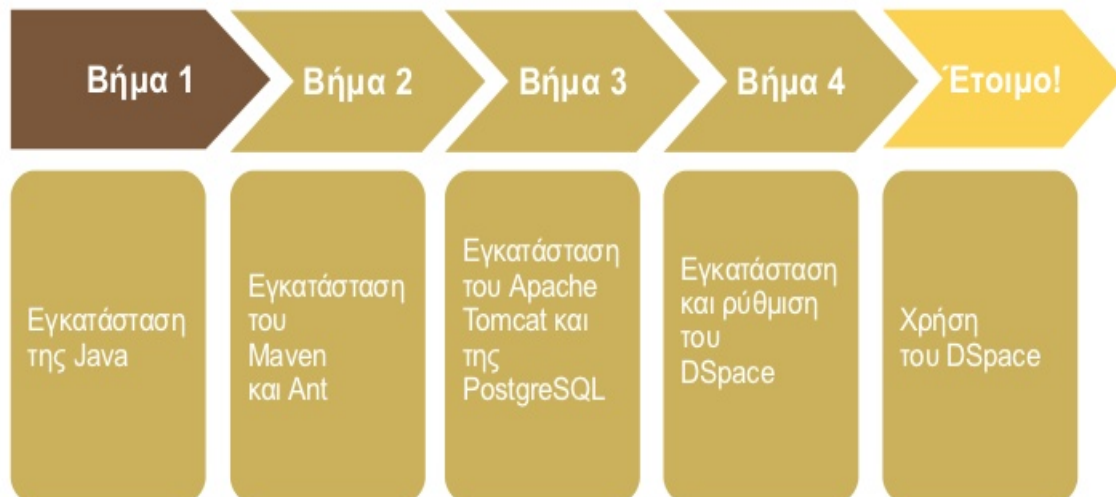 Βήμα 1
Βήμα 2
Βήμα 3
Βήμα 4
Έτοιμο!
Εγκατάσταση
της Java
Εγκατάσταση
του
Maven
και Ant
Εγκατάσταση
του Apache
Tomcat και
της
PostgreSQL
Εγκατάσταση
και ρύθμιση
του
DSpace
Χρήση
του DSpace